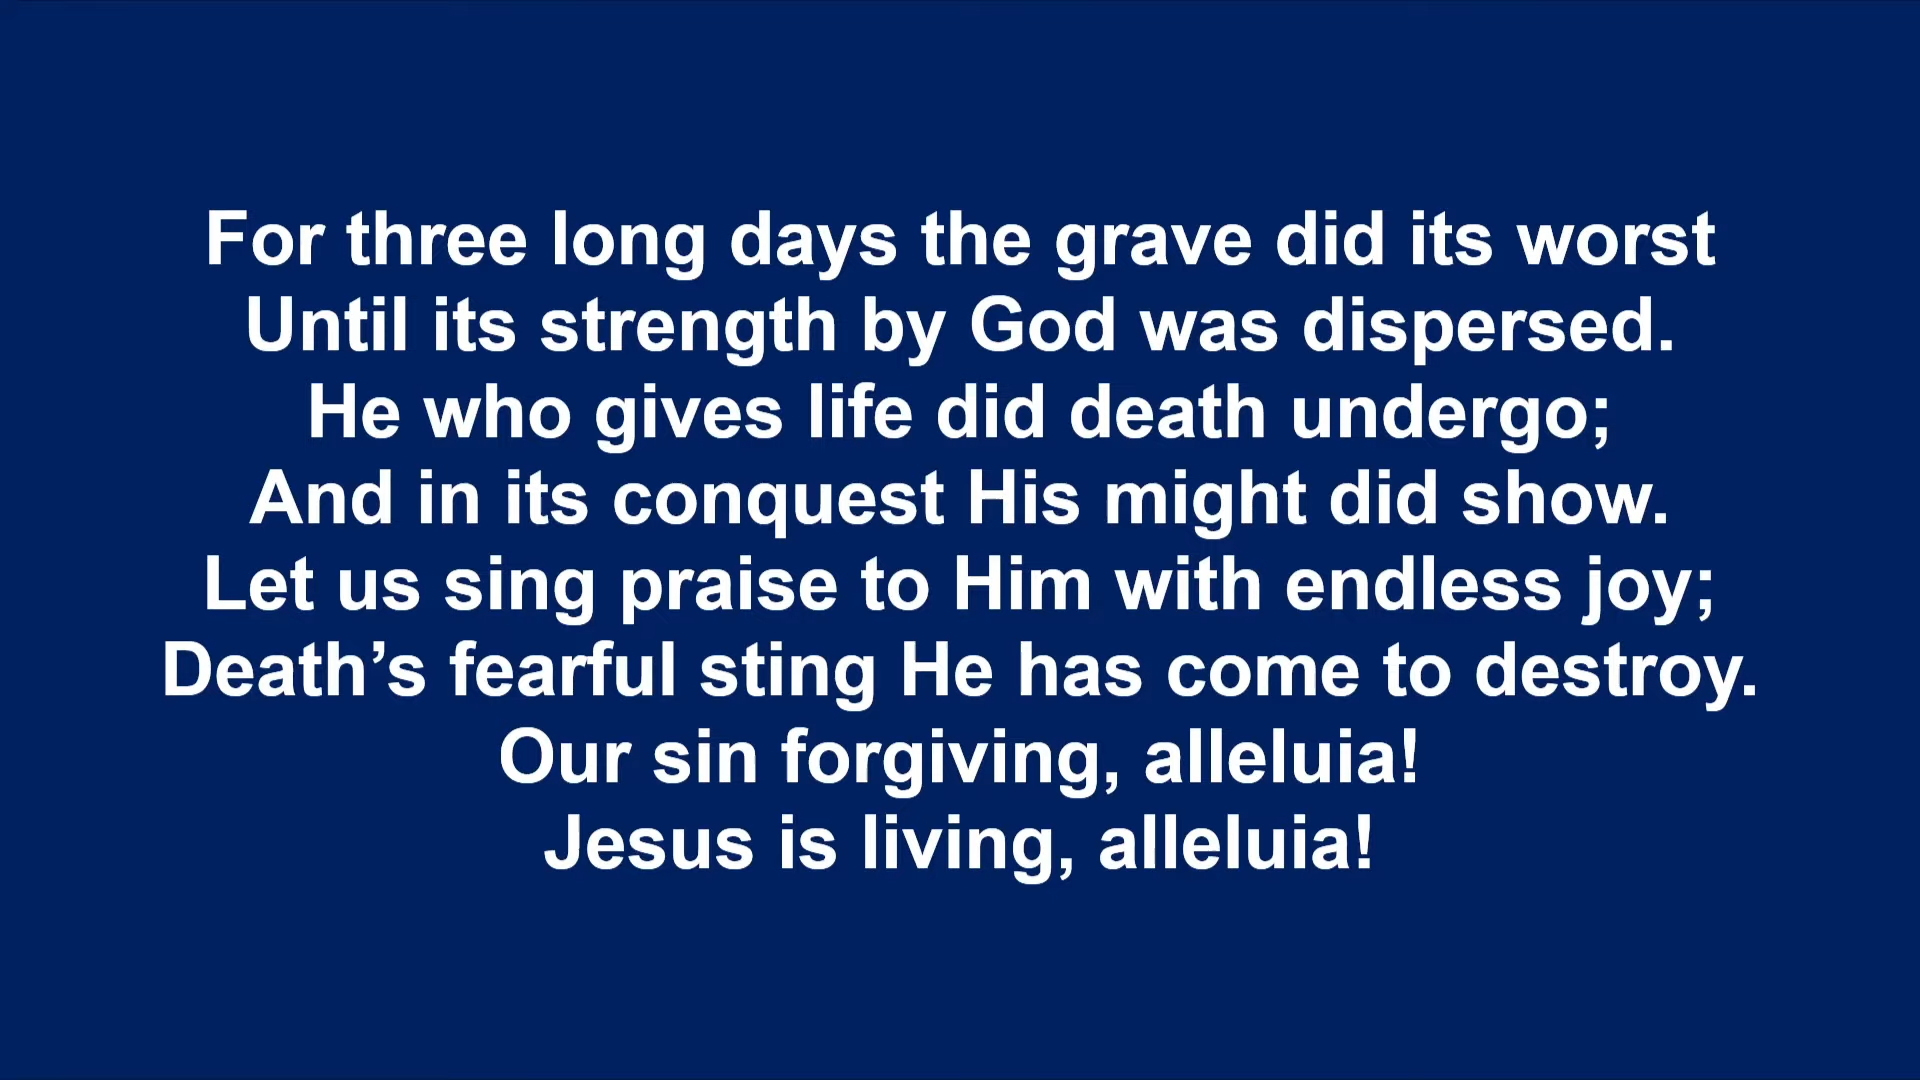 For three long days the grave did its worst
Until its strength by God was dispersed.
He who gives life did death undergo;
And in its conquest His might did show.
Let us sing praise to Him with endless joy;
Death’s fearful sting He has come to destroy.
Our sin forgiving, alleluia!
Jesus is living, alleluia!